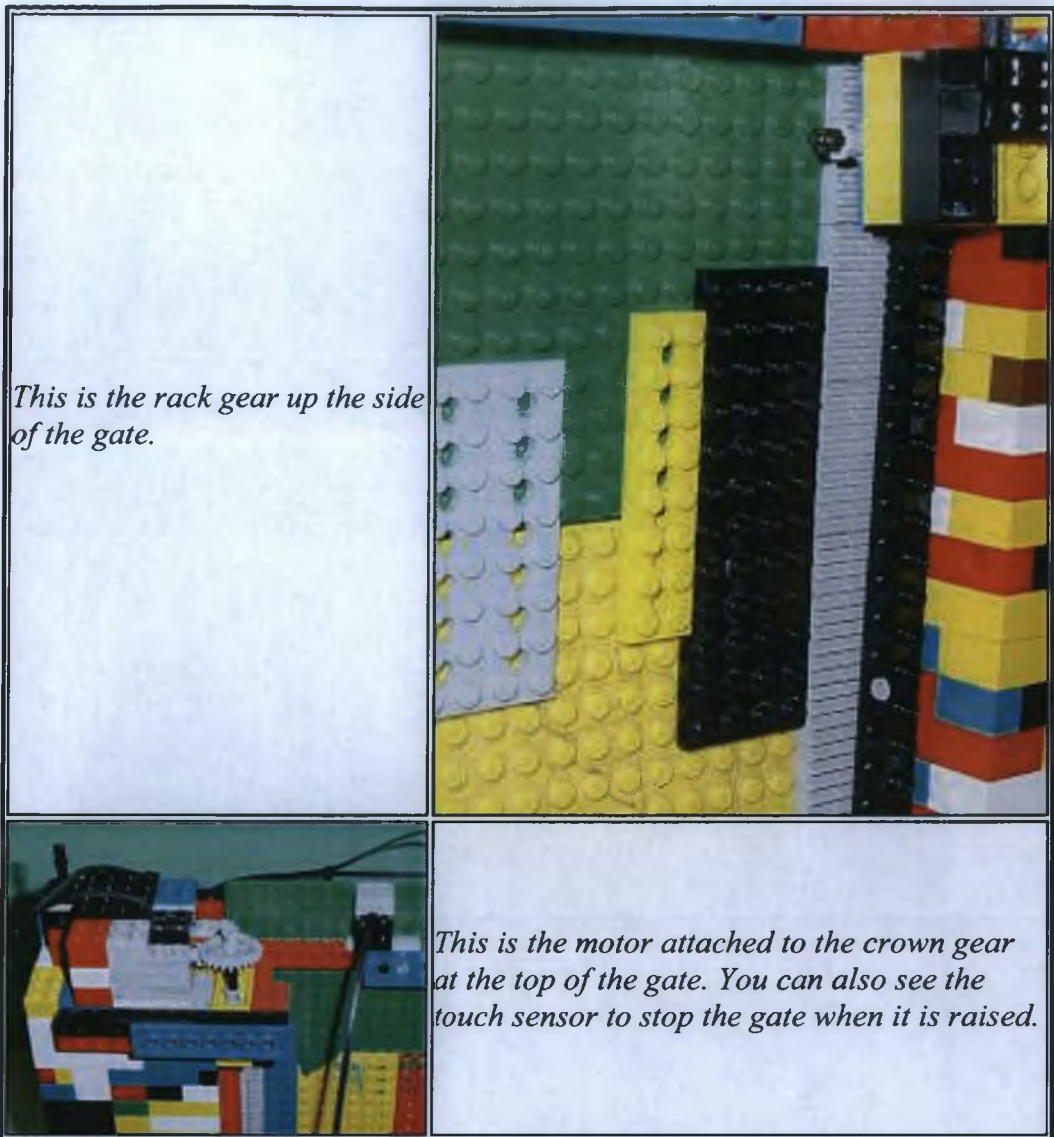 This is the rack gear up the side
of the gate.
This is the motor attached to the crown gear
at the top of the gate. You can also see the
touch sensor to stop the gate when it is raised.